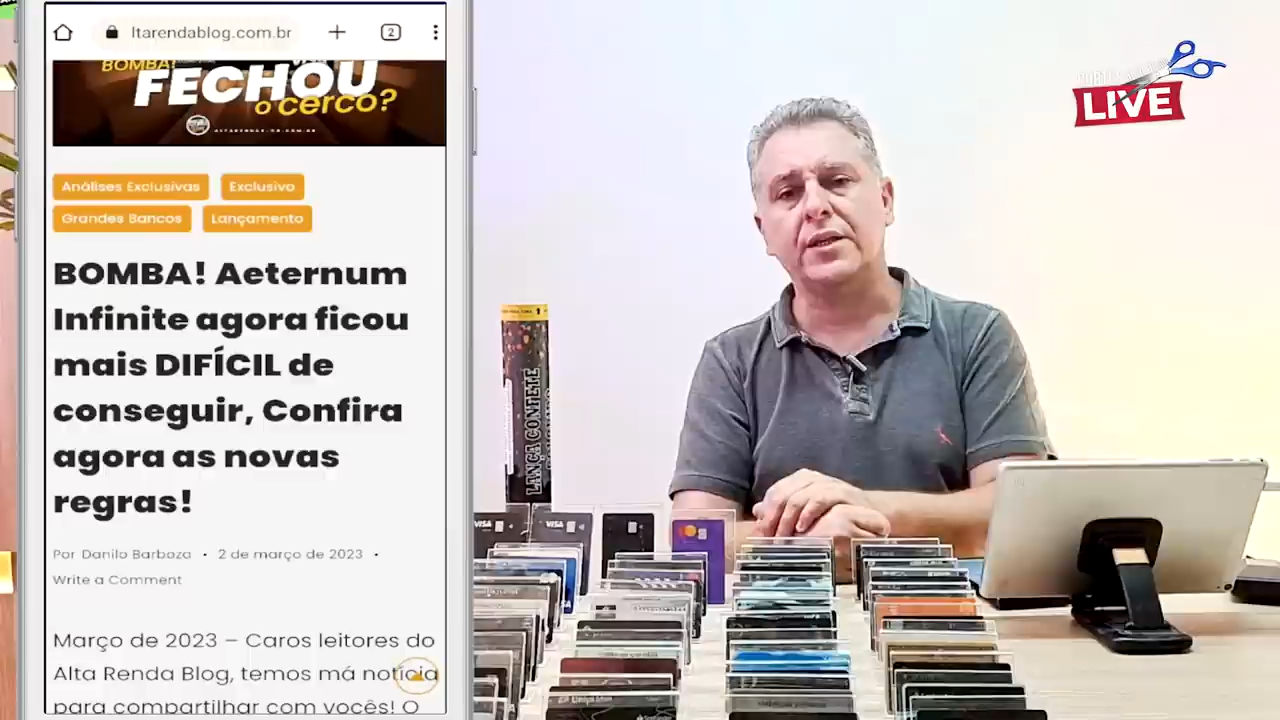 ltarendablog.com.br
2
BOMBA!
FECHOU
o cerco?
Análises Exclusivas
Exclusivo
Grandes Bancos
Lançamento
BOMBA! Aeternum
Infinite agora ficou
mais DIFÍCIL de
conseguir, Confira
agora as novas
regras!
Por Danilo Barboza • 2 de março de 2023 •
Write a Comment
Março de 2023 – Caros leitores do
Alta Renda Blog, temos má notícia
para compartilhar com vocês! O
LIVE
LANÇA CONFETE
VISA
VISA